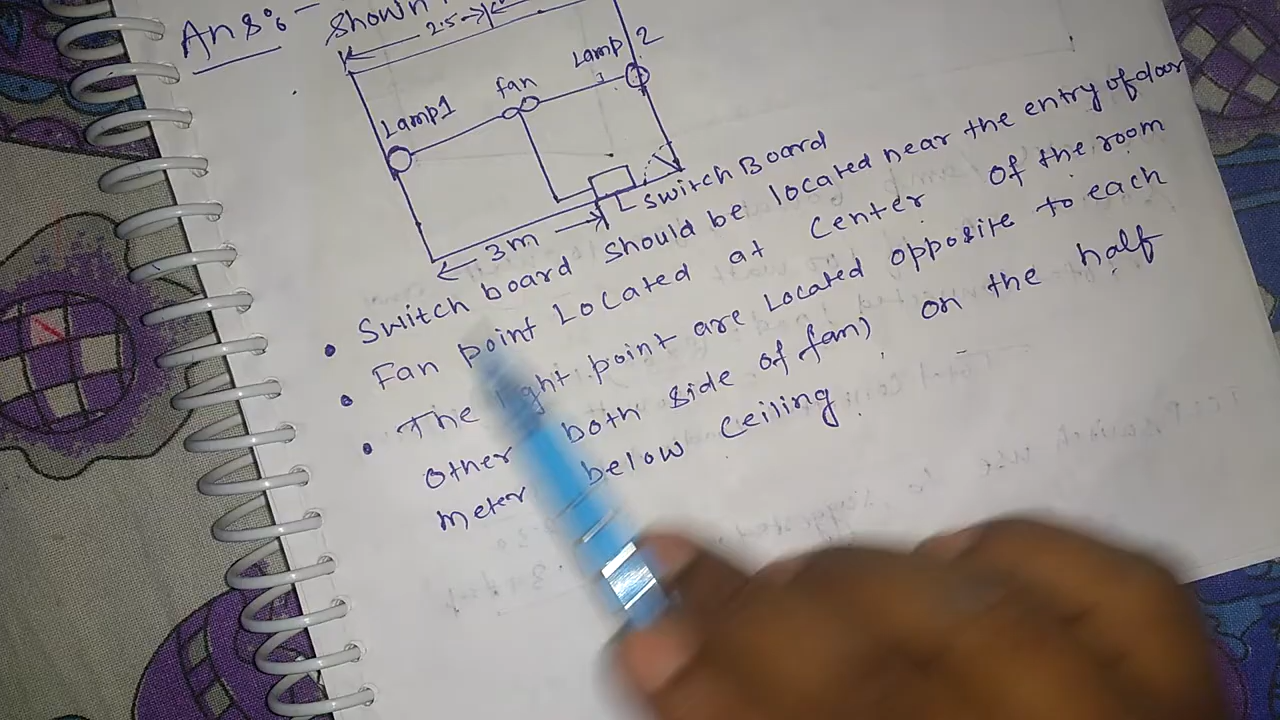 Ans:- Shown
2.5
Lamp 2
fan
Lamp1
Switch Board
3m
• Switch board should be located near the entry of door
• Fan point Located at center of the room
• The light point are Located opposite to each
other both side of fan) on the half
meter below ceiling.